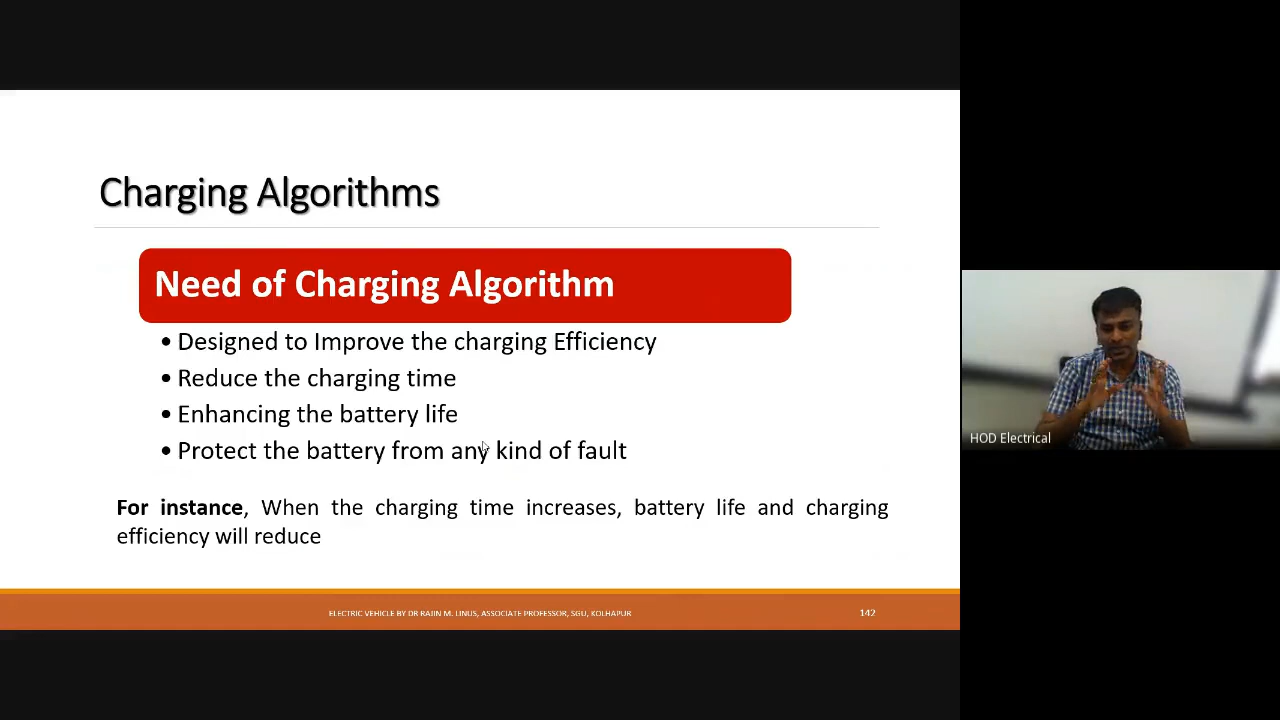 Charging Algorithms
Need of Charging Algorithm
• Designed to Improve the charging Efficiency
• Reduce the charging time
• Enhancing the battery life
• Protect the battery from any kind of fault
For instance, When the charging time increases, battery life and charging
efficiency will reduce
ELECTRIC VEHICLE BY DR RAJIN M. LINUS, ASSOCIATE PROFESSOR, SGU, KOLHAPUR
142
HOD Electrical